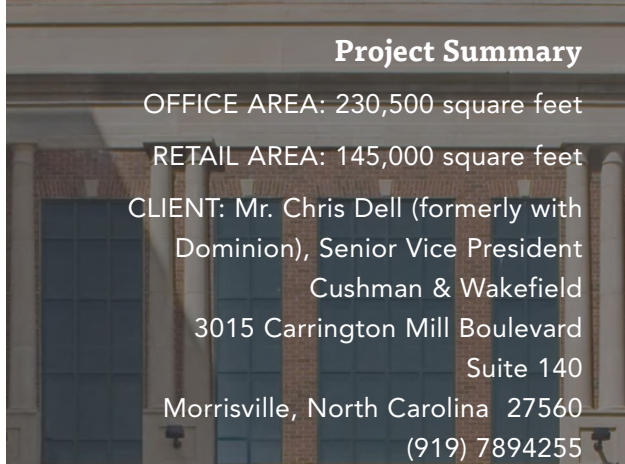 Project Summary
OFFICE AREA: 230,500 square feet
RETAIL AREA: 145,000 square feet
CLIENT: Mr. Chris Dell (formerly with
Dominion), Senior Vice President
Cushman & Wakefield
3015 Carrington Mill Boulevard
Suite 140
Morrisville, North Carolina  27560
(919) 7894255